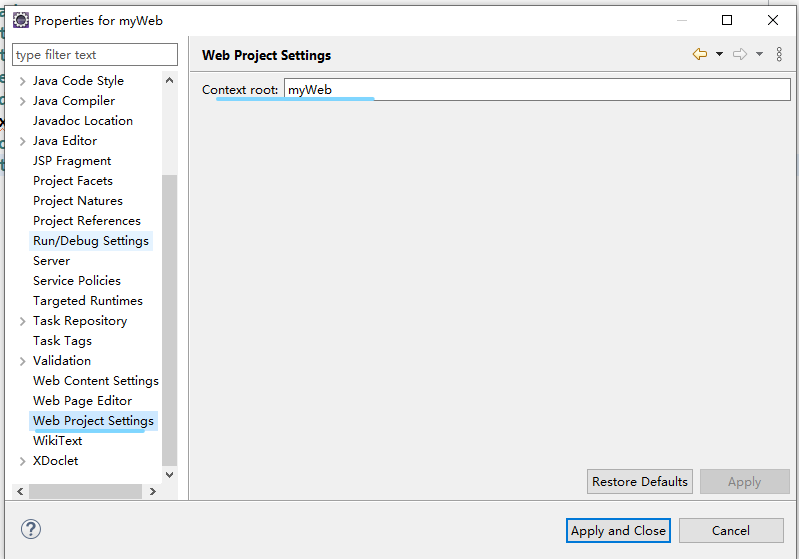 Properties for myWeb
type filter text
Java Code Style
Java Compiler
Javadoc Location
Java Editor
JSP Fragment
Project Facets
Project Natures
Project References
Run/Debug Settings
Server
Service Policies
Targeted Runtimes
Task Repository
Task Tags
Validation
Web Content Settings
Web Page Editor
Web Project Settings
WikiText
XDoclet
Web Project Settings
Context root: myWeb
Restore Defaults
Apply
?
Apply and Close
Cancel